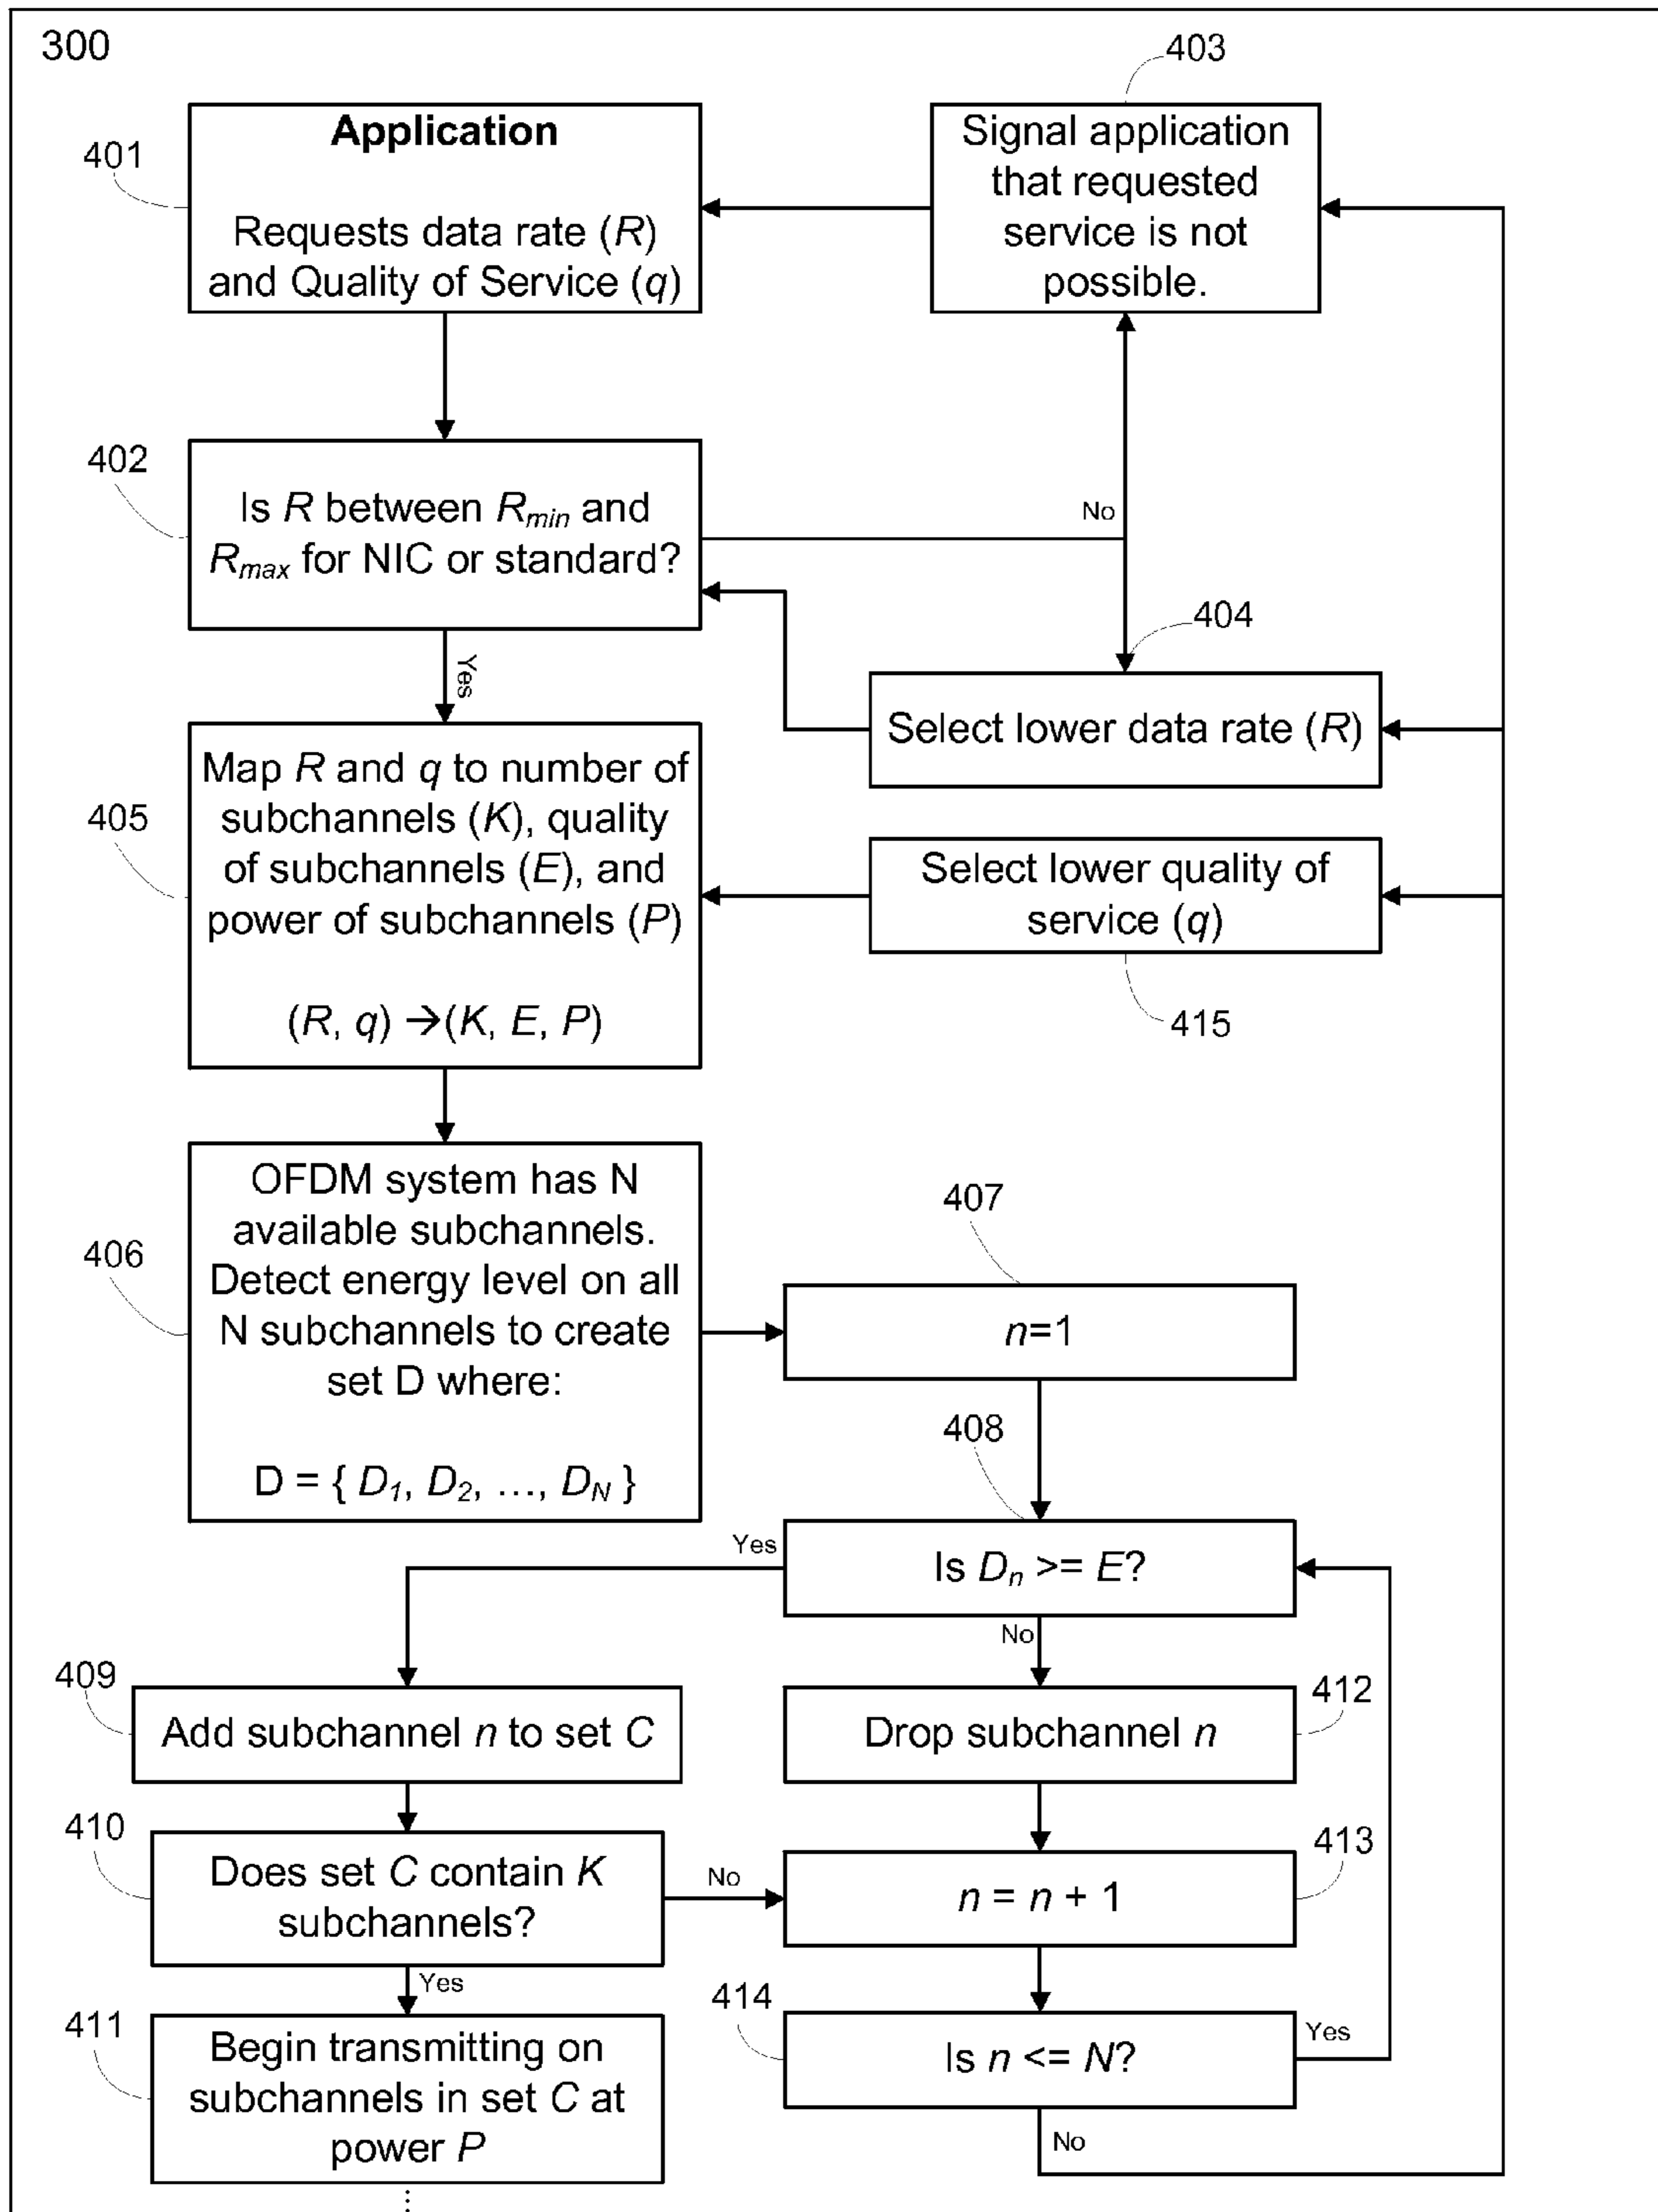 300
403
401
Application
Requests data rate (R)
and Quality of Service (q)
Signal application
that requested
service is not
possible.
402
Is R between Rmin and
Rmax for NIC or standard?
No
404
Yes
Select lower data rate (R)
405
Map R and q to number of
subchannels (K), quality
of subchannels (E), and
power of subchannels (P)
(R, q) →(K, E, P)
Select lower quality of
service (q)
415
406
OFDM system has N
available subchannels.
Detect energy level on all
N subchannels to create
set D where:
D = { D1, D2, …, DN }
407
n=1
408
Is Dn >= E?
Yes
No
409
Add subchannel n to set C
412
Drop subchannel n
410
Does set C contain K
subchannels?
No
413
n = n + 1
Yes
411
Begin transmitting on
subchannels in set C at
power P
414
Is n <= N?
Yes
No
⋮